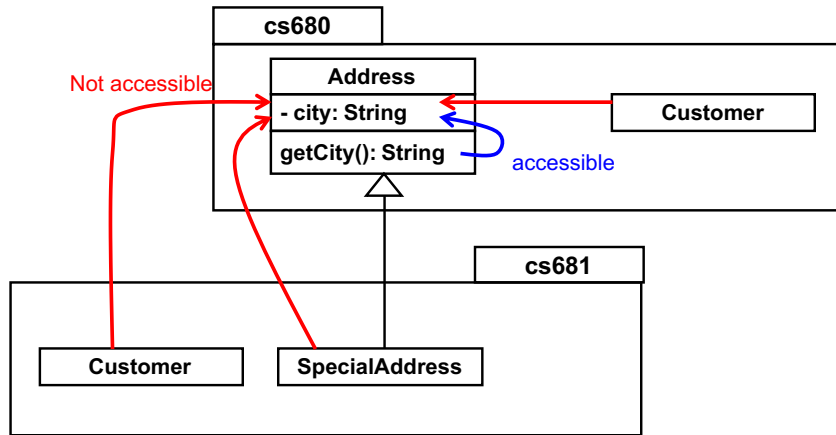 cs680
Address
Not accessible
- city: String
Customer
getCity(): String
accessible
cs681
Customer
SpecialAddress